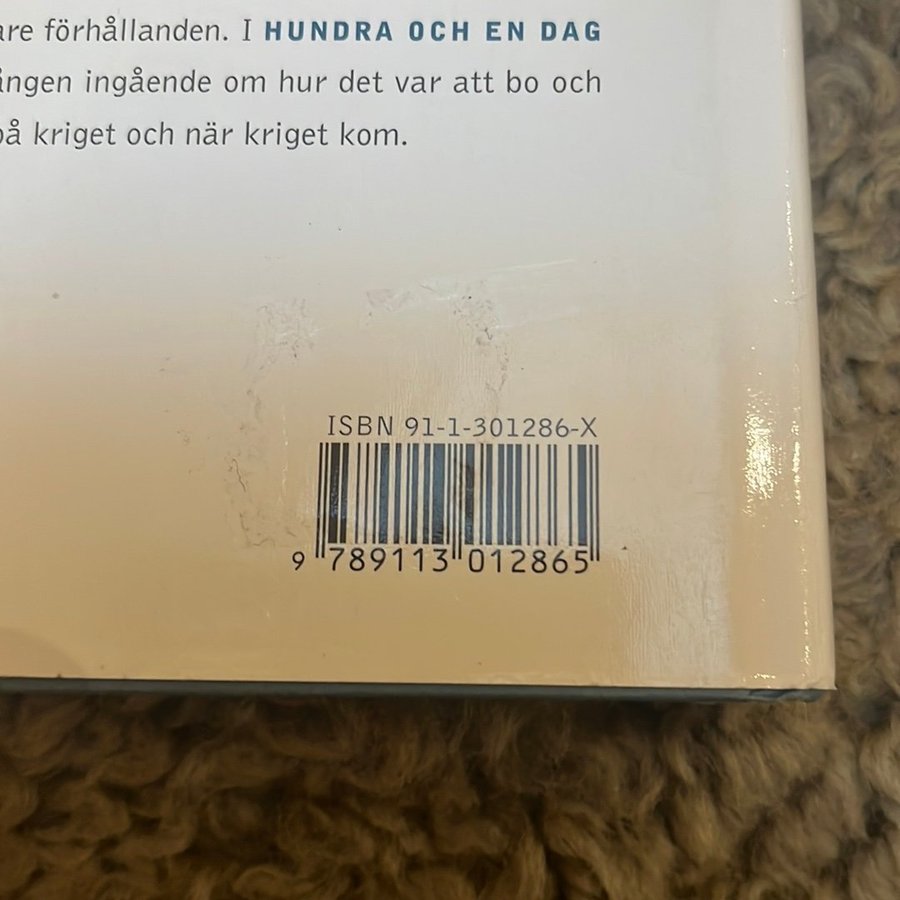 förhållanden. I HUNDRA OCH EN DAG
ingående om hur det var att bo och
på kriget och när kriget kom.
ISBN 91-1-301286-X
9 789113 012865